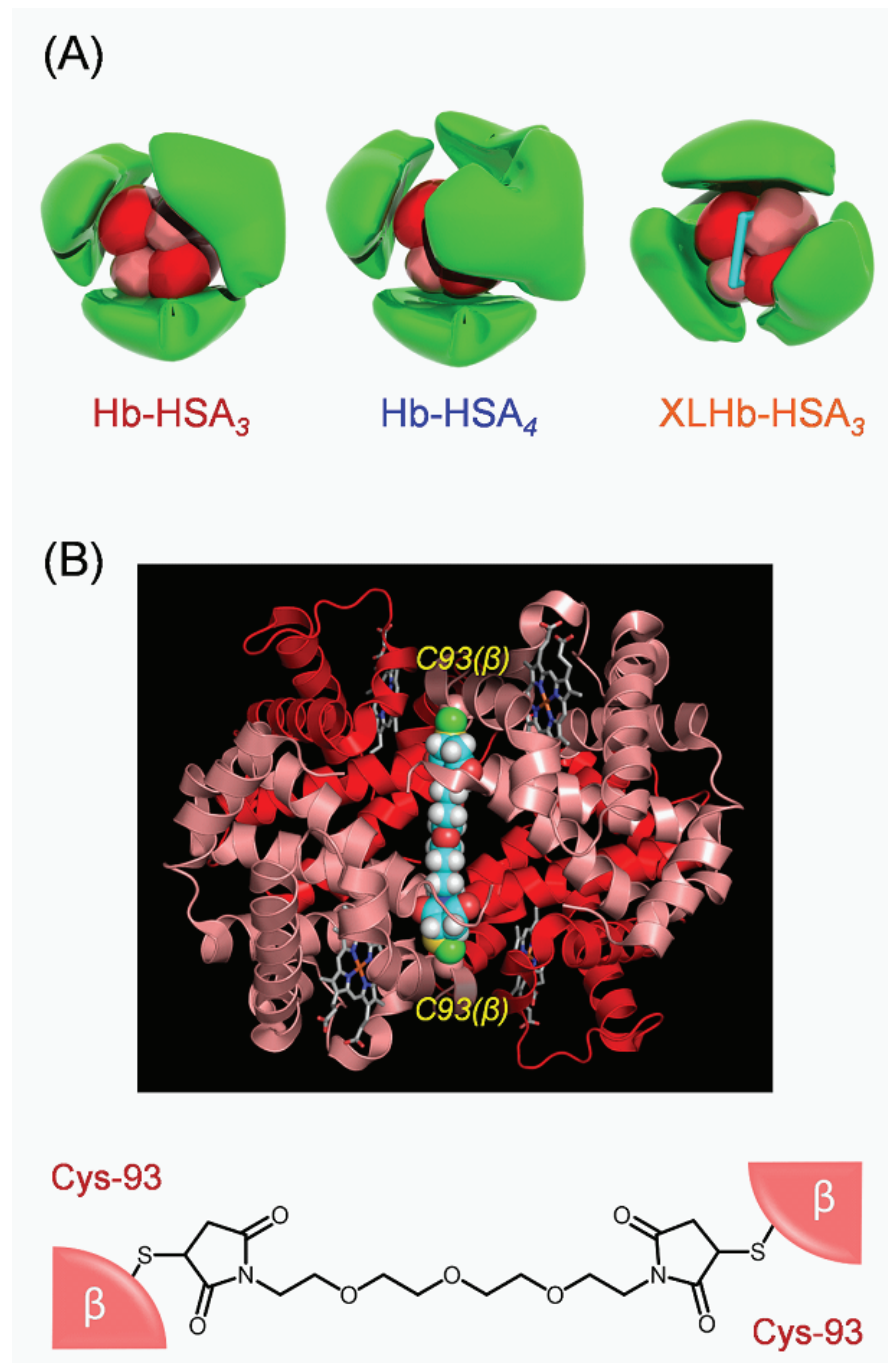 (A)
Hb-HSA3 Hb-HSA4 XLHb-HSA3
(B)
C93(β)
C93(β)
Cys-93
β
S
O
O
N
O
O
O
N
O
O
S
β
Cys-93